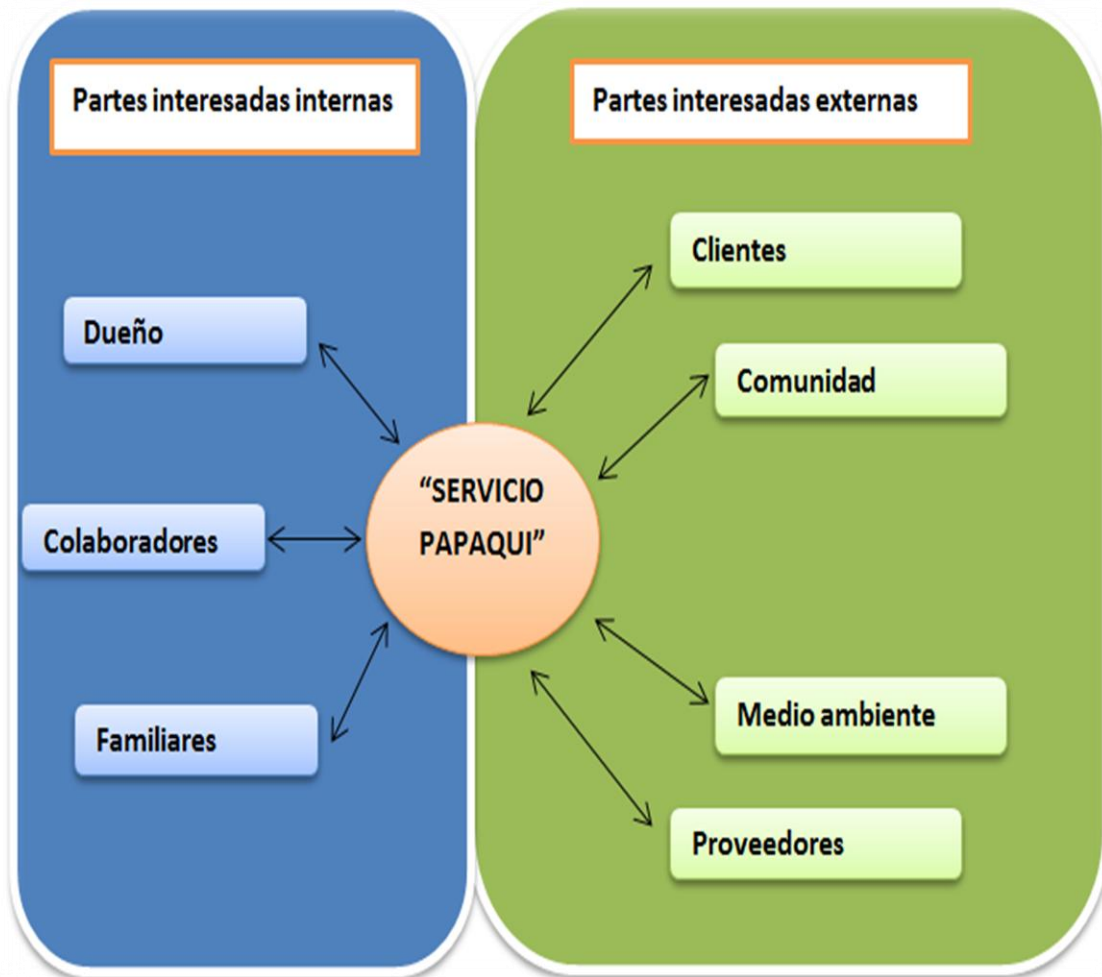 Partes interesadas internas
Partes interesadas externas
Clientes
Dueño
Comunidad
“SERVICIO
PAPAQUI”
Colaboradores
Medio ambiente
Familiares
Proveedores